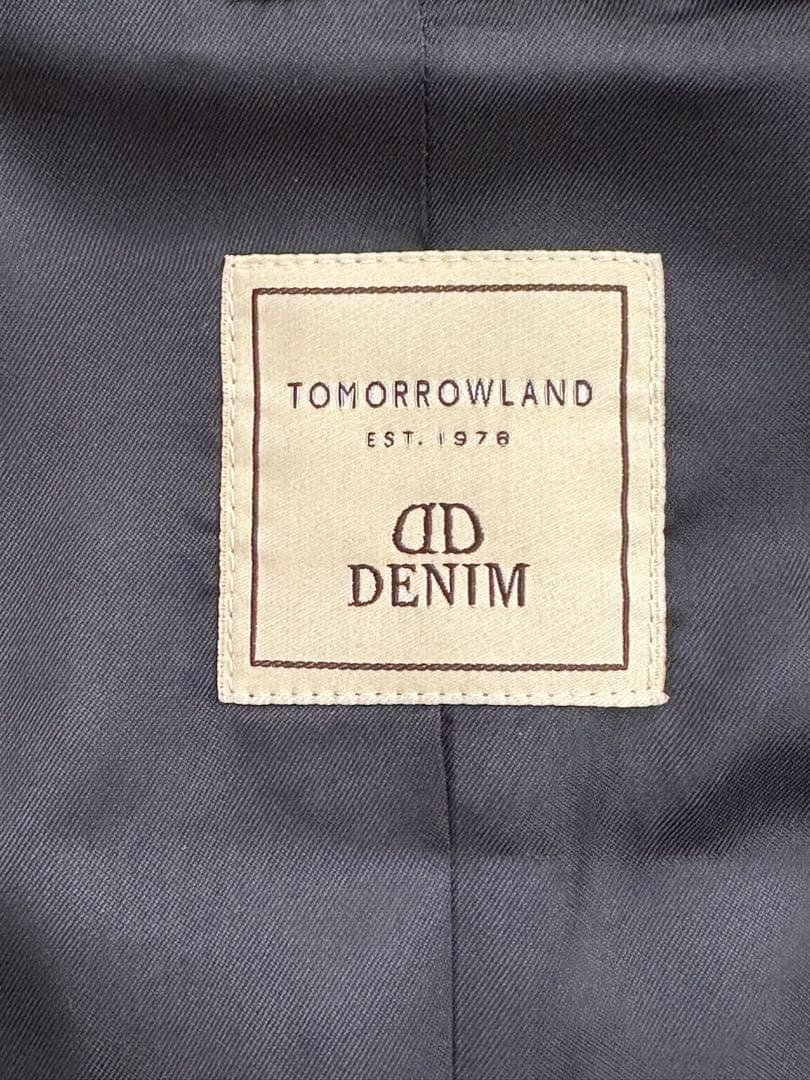 TOMORROWLAND
EST. 1978
DD
DENIM